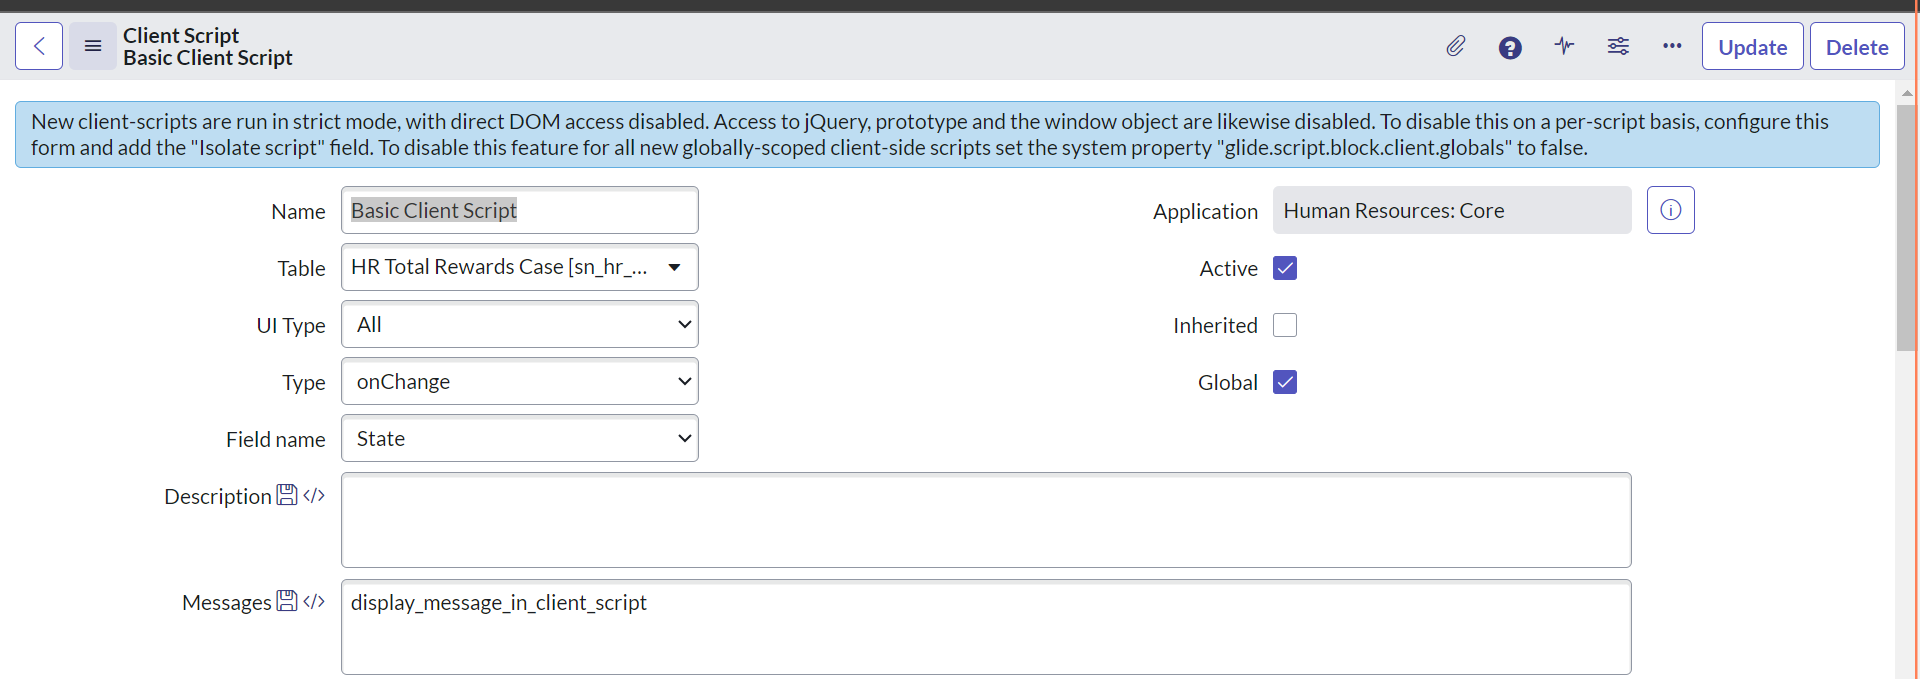 Client Script
Basic Client Script
Update
Delete
New client-scripts are run in strict mode, with direct DOM access disabled. Access to jQuery, prototype and the window object are likewise disabled. To disable this on a per-script basis, configure this
form and add the "Isolate script" field. To disable this feature for all new globally-scoped client-side scripts set the system property "glide.script.block.client.globals" to false.
Name
Basic Client Script
Application
Human Resources: Core
Table
HR Total Rewards Case [sn_hr_...
Active
UI Type
All
Inherited
Type
onChange
Global
Field name
State
Description
Messages
display_message_in_client_script